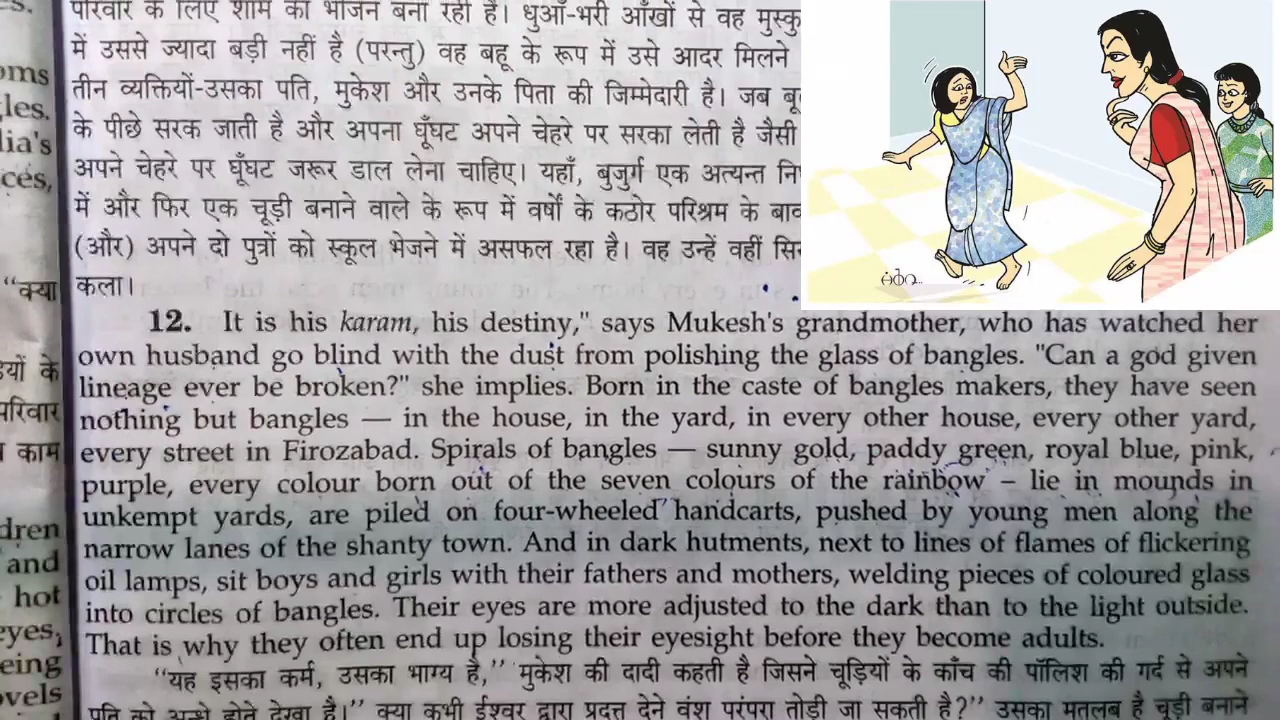 oms
les.
lia's
ces,
“क्या
परिवार
काम
dren
and
hot
eyes,
eing
ovels
परिवार के लिए शाम का भोजन बना रही है। धुआँ-भरी आँखों से वह
में उससे ज्यादा बड़ी नहीं है (परन्तु) वह बहू के रूप में उसे आदर मिलने
तीन व्यक्तियों-उसका पति, मुकेश और उनके पिता की जिम्मेदारी है। जब
के पीछे सरक जाती है और अपना घूँघट अपने चेहरे पर सरका लेती है जैसी
अपने चेहरे पर घूँघट जरूर डाल लेना चाहिए। यहाँ, बुजुर्ग एक अत्यन्त
में और फिर एक चूड़ी बनाने वाले के रूप में वर्षों के कठोर परिश्रम के
(और) अपने दो पुत्रों को स्कूल भेजने में असफल रहा है। वह उन्हें वहीं
कला।
12. It is his karam, his destiny," says Mukesh's grandmother, who has watched her
own husband go blind with the dust from polishing the glass of bangles. "Can a god given
lineage ever be broken?" she implies. Born in the caste of bangles makers, they have seen
nothing but bangles — in the house, in the yard, in every other house, every other yard,
every street in Firozabad. Spirals of bangles — sunny gold, paddy green, royal blue, pink,
purple, every colour born out of the seven colours of the rainbow – lie in mounds in
unkempt yards, are piled on four-wheeled handcarts, pushed by young men along the
narrow lanes of the shanty town. And in dark hutments, next to lines of flames of flickering
oil lamps, sit boys and girls with their fathers and mothers, welding pieces of coloured glass
into circles of bangles. Their eyes are more adjusted to the dark than to the light outside.
That is why they often end up losing their eyesight before they become adults.
“यह इसका कर्म, उसका भाग्य है,” मुकेश की दादी कहती है जिसने चूड़ियों के काँच की पॉलिश की गर्द से अपने
पति को अन्धे होते देखा है।” क्या कभी ईश्वर द्वारा प्रदत्त देने वंश परंपरा तोड़ी जा सकती है?” उसका मतलब है चूड़ी बनाने